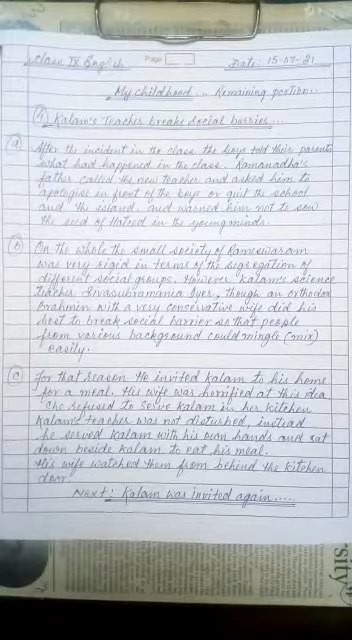 Class IX English Page Date: 15-07-21
My childhood... Remaining portion...
Kalam's Teacher breaks Social barries...
(a) After the incident in the class the boys told their parents
what had happened in the class. Ramanadha's
father called the new teacher and asked him to
apologise in front of the boys or quit the school
and the island, and warned him not to sow
the seed of Hatred in the young minds.
(b) On the whole the small society of Rameswaram
was very rigid in terms of the segregation of
different social groups. However Kalam's science
teacher Sivasubramania Iyer, though an orthodox
Brahmin with a very conservative wife did his
best to break social barrier so that people
from various background could mingle (mix)
easily.
(c) For that reason He invited Kalam to his home
for a meal. His wife was horrified at this idea
She refused to serve Kalam in her kitchen
Kalam's teacher was not disturbed, instead
he served Kalam with his own hands and sat
down beside Kalam to eat his meal.
His wife watched them from behind the kitchen
door.
Next: Kalam was invited again.....
sity